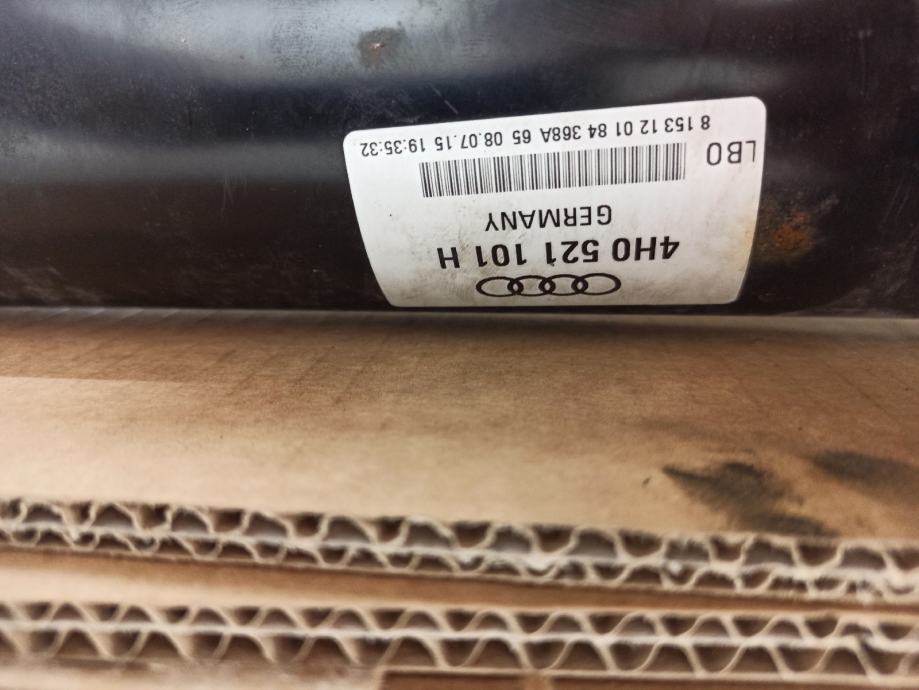 4H0 521 101 H
GERMANY
LBO
8 153 12 01 84 368A 65 08.07.15 19:35:32